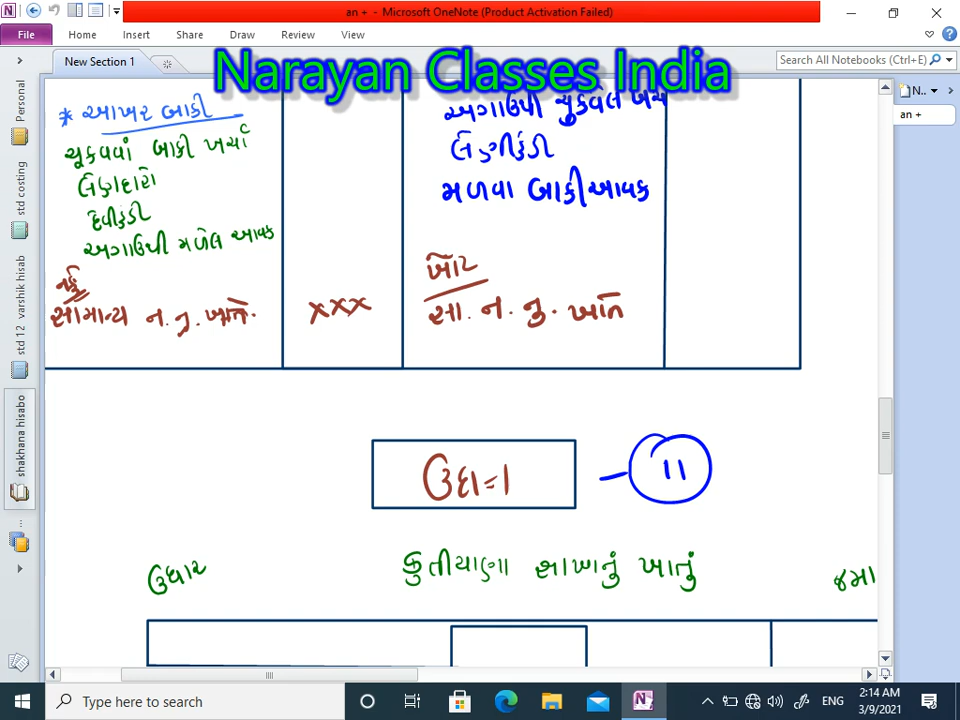 an + - Microsoft OneNote (Product Activation Failed)
File Home Insert Share Draw Review View
New Section 1
Search All Notebooks (Ctrl+E)
Narayan Classes India
N..
an +
Personal
std costing
std 12 varshik hisab
shakhana hisabo
* આખર બાકી
ચૂકવવાં બાકી ખર્ચા
લેણદારો
દેવીહૂંડી
અગાઉથી મળેલ આવક
નફો
સામાન્ય ન. નુ. ખાતે.
xxx
અગાઉથી ચુકવેલ ખર્ચ
લેણીહૂંડી
મળવા બાકી આવક
ખોટ
સા. ન. નુ. ખાતે
ઉદા-૧
- 11
ઉધાર
કુતીયાણા શાખાનું ખાતું
જમા
Type here to search
ENG
2:14 AM
3/9/2021